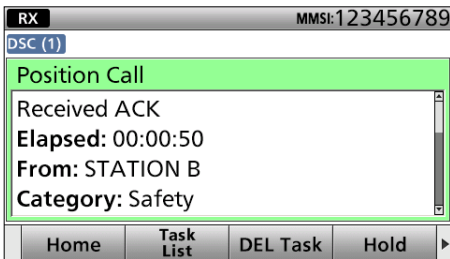 RX MMSI:123456789
DSC (1)
Position Call
Received ACK
Elapsed: 00:00:50
From: STATION B
Category: Safety
Home Task List DEL Task Hold